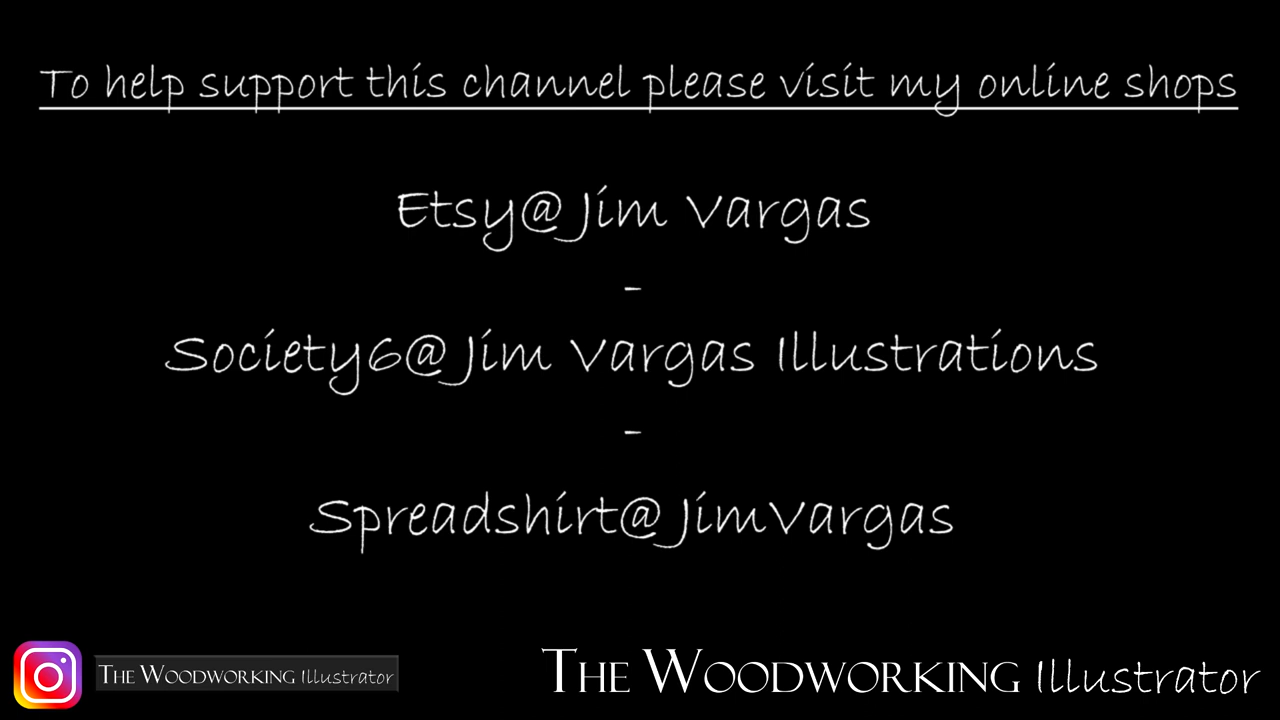 To help support this channel please visit my online shops
Etsy@Jim Vargas
-
Society6@Jim Vargas Illustrations
-
Spreadshirt@JimVargas
THE WOODWORKING Illustrator
THE WOODWORKING Illustrator